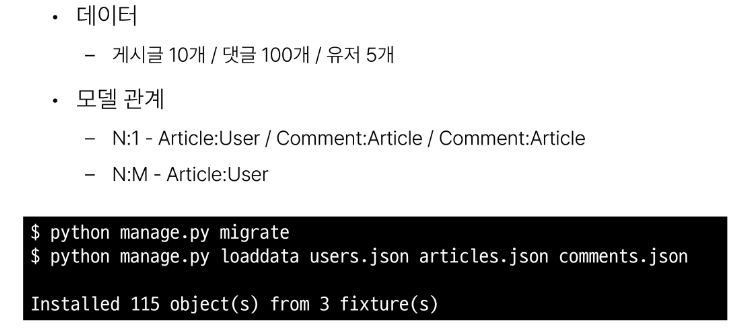 • 데이터
– 게시글 10개 / 댓글 100개 / 유저 5개
• 모델 관계
– N:1 - Article:User / Comment:Article / Comment:Article
– N:M - Article:User
$ python manage.py migrate
$ python manage.py loaddata users.json articles.json comments.json
Installed 115 object(s) from 3 fixture(s)